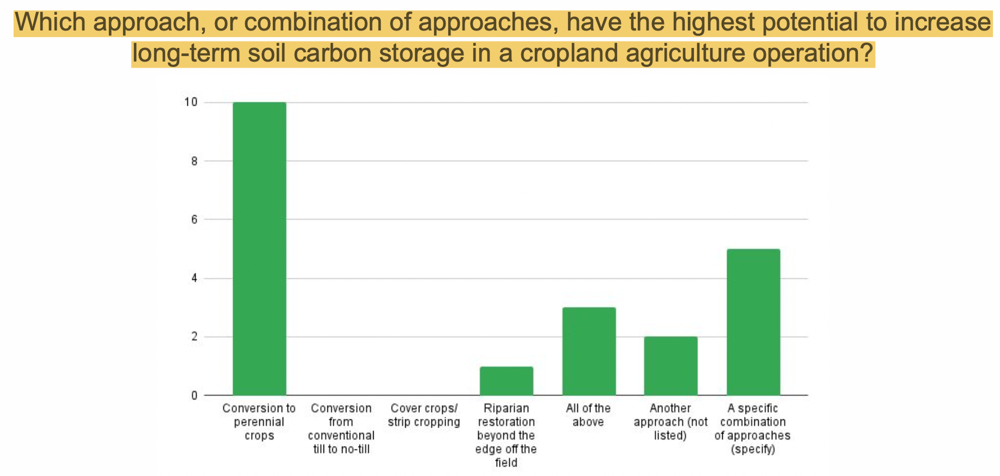 Which approach, or combination of approaches, have the highest potential to increase
long-term soil carbon storage in a cropland agriculture operation?
10
8
6
4
2
0
Conversion to
perennial
crops
Conversion
from
conventional
till to no-till
Cover crops/
strip cropping
Riparian
restoration
beyond the
edge off the
field
All of the
above
Another
approach (not
listed)
A specific
combination
of approaches
(specify)